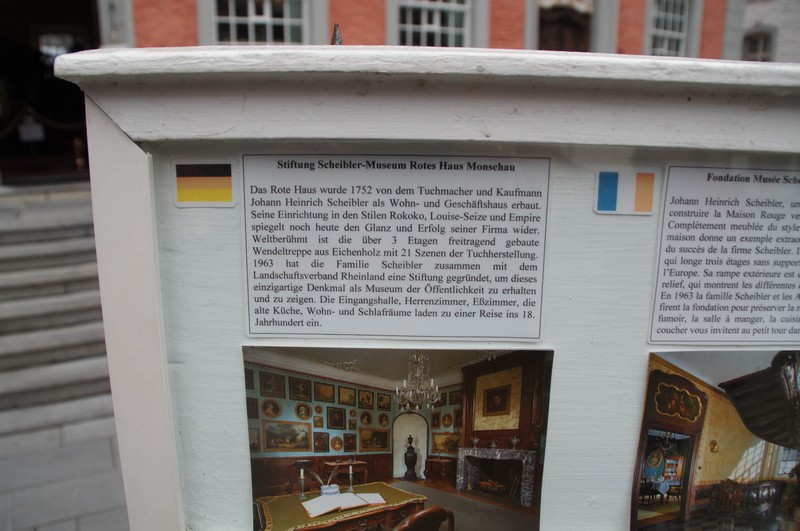 Stiftung Scheibler-Museum Rotes Haus Monschau
Das Rote Haus wurde 1752 von dem Tuchmacher und Kaufmann
Johann Heinrich Scheibler als Wohn- und Geschäftshaus erbaut.
Seine Einrichtung in den Stilen Rokoko, Louise-Seize und Empire
spiegelt noch heute den Glanz und Erfolg seiner Firma wider.
Weltberühmt ist die über 3 Etagen freitragend gebaute
Wendeltreppe aus Eichenholz mit 21 Szenen der Tuchherstellung.
1963 hat die Familie Scheibler zusammen mit dem
Landschaftsverband Rheinland eine Stiftung gegründet, um dieses
einzigartige Denkmal als Museum der Öffentlichkeit zu erhalten
und zu zeigen. Die Eingangshalle, Herrenzimmer, Eßzimmer, die
alte Küche, Wohn- und Schlafräume laden zu einer Reise ins 18.
Jahrhundert ein.
Fondation Musée Sche
Johann Heinrich Scheibler, un
construire la Maison Rouge ve
Complètement meublée du style
maison donne un exemple extraor
du succès de la firme Scheibler. L
qui longe trois étages sans suppor
l'Europe. Sa rampe extérieure est
relief, qui montrent les différentes
En 1963 la famille Scheibler et les A
firent la fondation pour préserver la
fumoir, la salle à manger, la cuisi
coucher vous invitent au petit tour da